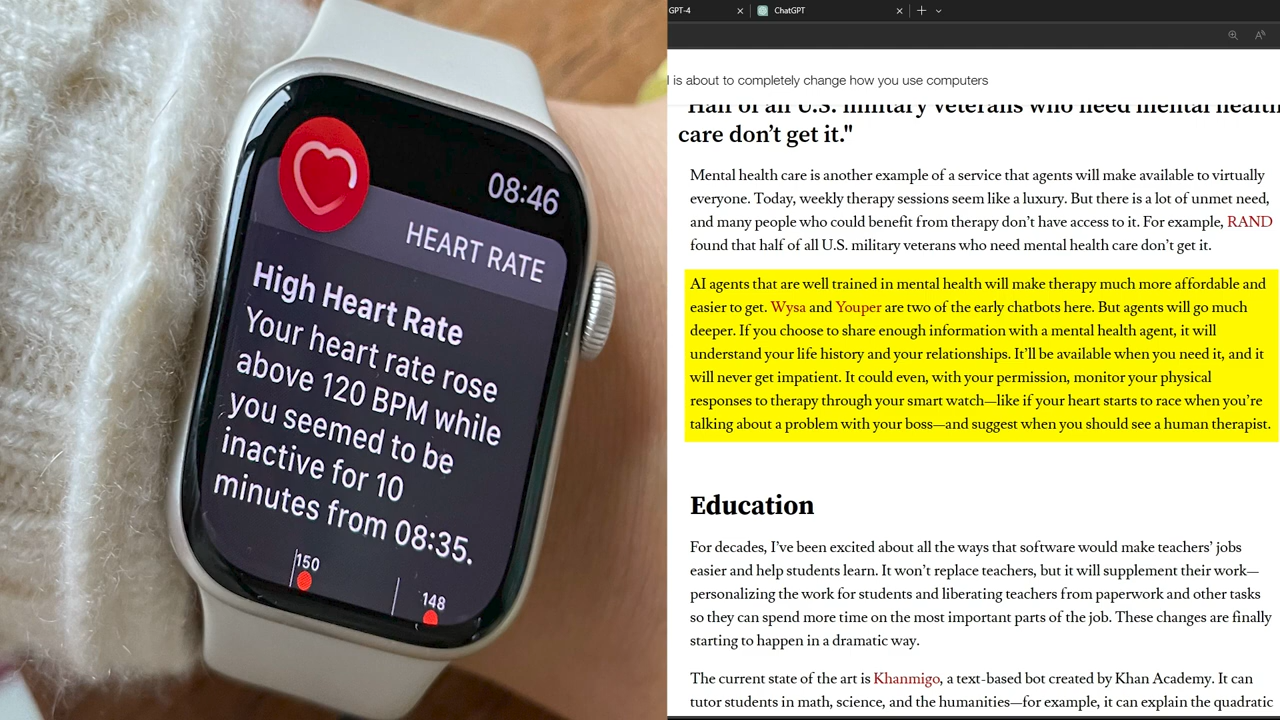 08:46
HEART RATE
High Heart Rate
Your heart rate rose
above 120 BPM while
you seemed to be
inactive for 10
minutes from 08:35.
150
148
GPT-4
ChatGPT
is about to completely change how you use computers
"Half of all U.S. military veterans who need mental health
care don’t get it."
Mental health care is another example of a service that agents will make available to virtually
everyone. Today, weekly therapy sessions seem like a luxury. But there is a lot of unmet need,
and many people who could benefit from therapy don’t have access to it. For example, RAND
found that half of all U.S. military veterans who need mental health care don’t get it.
AI agents that are well trained in mental health will make therapy much more affordable and
easier to get. Wysa and Youper are two of the early chatbots here. But agents will go much
deeper. If you choose to share enough information with a mental health agent, it will
understand your life history and your relationships. It’ll be available when you need it, and it
will never get impatient. It could even, with your permission, monitor your physical
responses to therapy through your smart watch—like if your heart starts to race when you’re
talking about a problem with your boss—and suggest when you should see a human therapist.
Education
For decades, I’ve been excited about all the ways that software would make teachers’ jobs
easier and help students learn. It won’t replace teachers, but it will supplement their work—
personalizing the work for students and liberating teachers from paperwork and other tasks
so they can spend more time on the most important parts of the job. These changes are finally
starting to happen in a dramatic way.
The current state of the art is Khanmigo, a text-based bot created by Khan Academy. It can
tutor students in math, science, and the humanities—for example, it can explain the quadratic